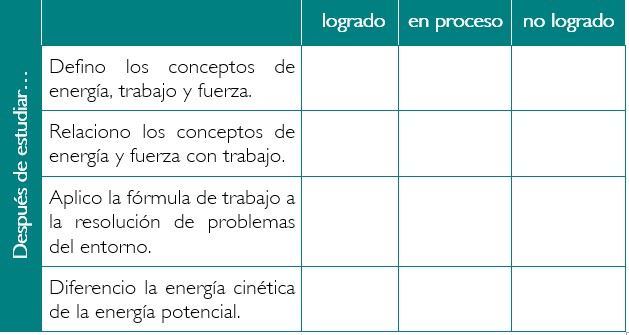 logrado en proceso no logrado
Después de estudiar...
Defino los conceptos de
energía, trabajo y fuerza.
Relaciono los conceptos de
energía y fuerza con trabajo.
Aplico la fórmula de trabajo a
la resolución de problemas
del entorno.
Diferencio la energía cinética
de la energía potencial.